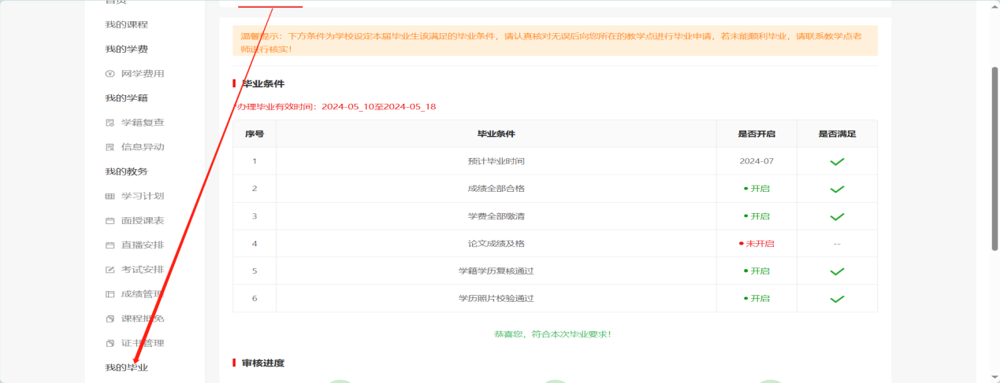 首页
我的课程
我的学费
网学费用
我的学籍
学籍复查
信息异动
我的教务
学习计划
面授课表
直播安排
考试安排
成绩管理
课程抵免
证书管理
我的毕业
温馨提示：下方条件为学校设定本届毕业生该满足的毕业条件，请认真核对无误后向您所在的教学点进行毕业申请，若未能顺利毕业，请联系教学点老
师进行核实！
毕业条件
*办理毕业有效时间：2024-05_10至2024-05_18
序号 毕业条件 是否开启 是否满足
1 预计毕业时间 2024-07
2 成绩全部合格 开启
3 学费全部缴清 开启
4 论文成绩及格 未开启 --
5 学籍学历复核通过 开启
6 学历照片校验通过 开启
恭喜您，符合本次毕业要求！
审核进度